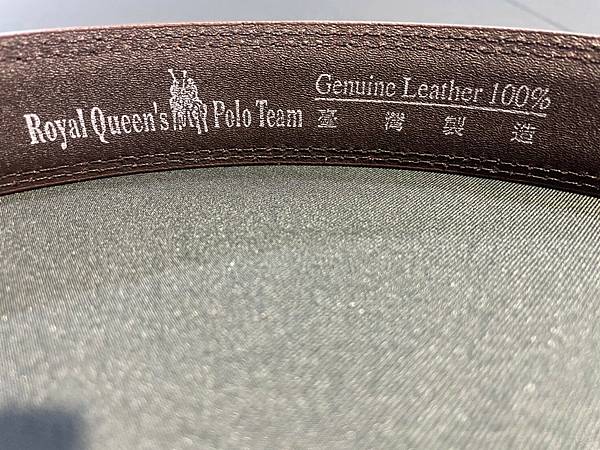 Royal Queen's Polo Team
Genuine Leather 100%
臺灣製造